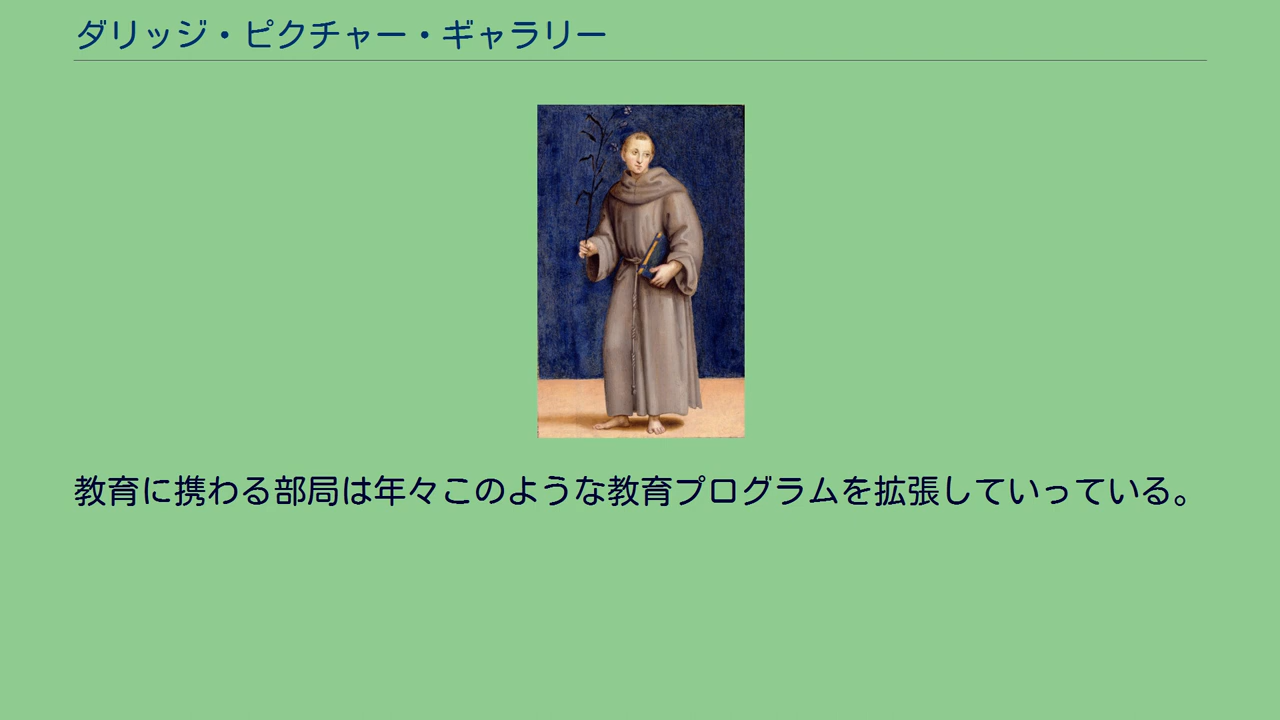 ダリッジ・ピクチャー・ギャラリー
教育に携わる部局は年々このような教育プログラムを拡張していっている。